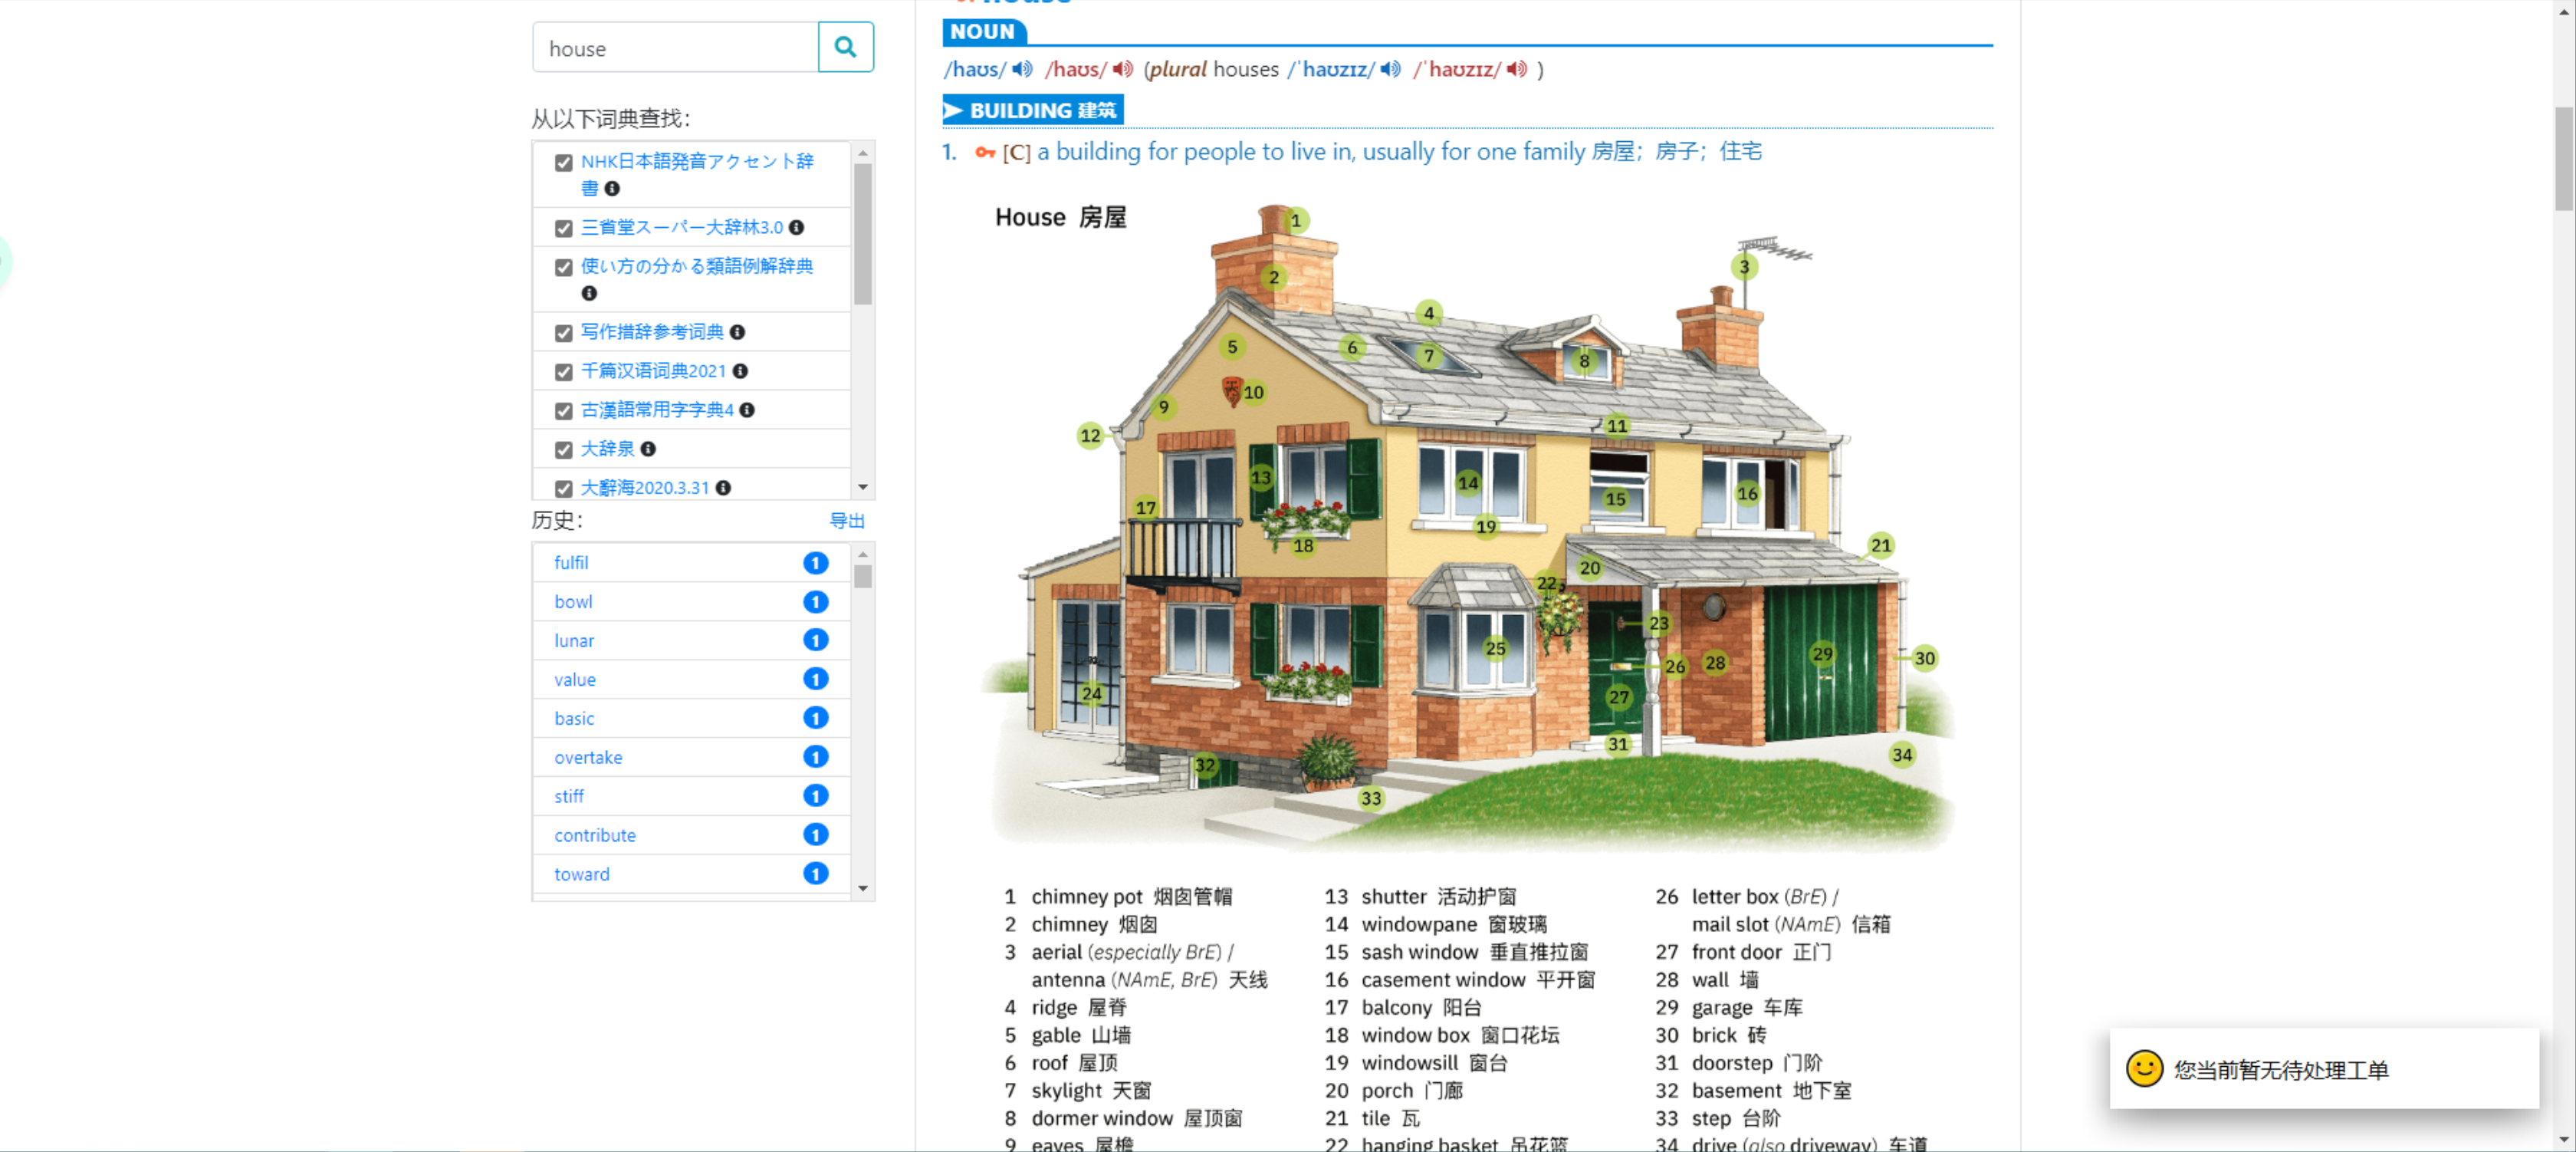 house
从以下词典查找：
NHK日本語発音アクセント辞
書
三省堂スーパー大辞林3.0
使い方の分かる類語例解辞典
写作措辞参考词典
千篇汉语词典2021
古漢語常用字字典4
大辞泉
大辭海2020.3.31
历史：
导出
fulfil 1
bowl 1
lunar 1
value 1
basic 1
overtake 1
stiff 1
contribute 1
toward 1
house
NOUN
/haʊs/ /haʊs/ (plural houses /ˈhaʊzɪz/ /ˈhaʊzɪz/ )
BUILDING 建筑
1. [C] a building for people to live in, usually for one family 房屋；房子；住宅
House 房屋
1
2
3
4
5
6
7
8
9
10
11
12
13
14
15
16
17
18
19
20
21
22
23
24
25
26
27
28
29
30
31
32
33
34
1 chimney pot 烟囱管帽
2 chimney 烟囱
3 aerial (especially BrE) /
antenna (NAmE, BrE) 天线
4 ridge 屋脊
5 gable 山墙
6 roof 屋顶
7 skylight 天窗
8 dormer window 屋顶窗
9 eaves 屋檐
13 shutter 活动护窗
14 windowpane 窗玻璃
15 sash window 垂直推拉窗
16 casement window 平开窗
17 balcony 阳台
18 window box 窗口花坛
19 windowsill 窗台
20 porch 门廊
21 tile 瓦
22 hanging basket 吊花篮
26 letter box (BrE) /
mail slot (NAmE) 信箱
27 front door 正门
28 wall 墙
29 garage 车库
30 brick 砖
31 doorstep 门阶
32 basement 地下室
33 step 台阶
34 drive (also driveway) 车道
您当前暂无待处理工单